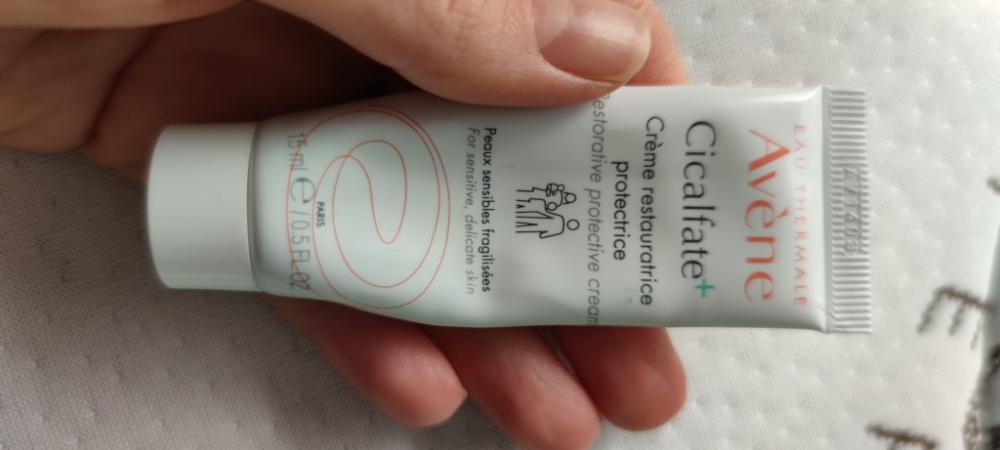 EAU THERMALE
Avène
Cicalfate+
Crème restauratrice
protectrice
Restorative protective cream
Peaux sensibles fragilisées
For sensitive, delicate skin
PARIS
15 ml e / 0.5 FL.OZ